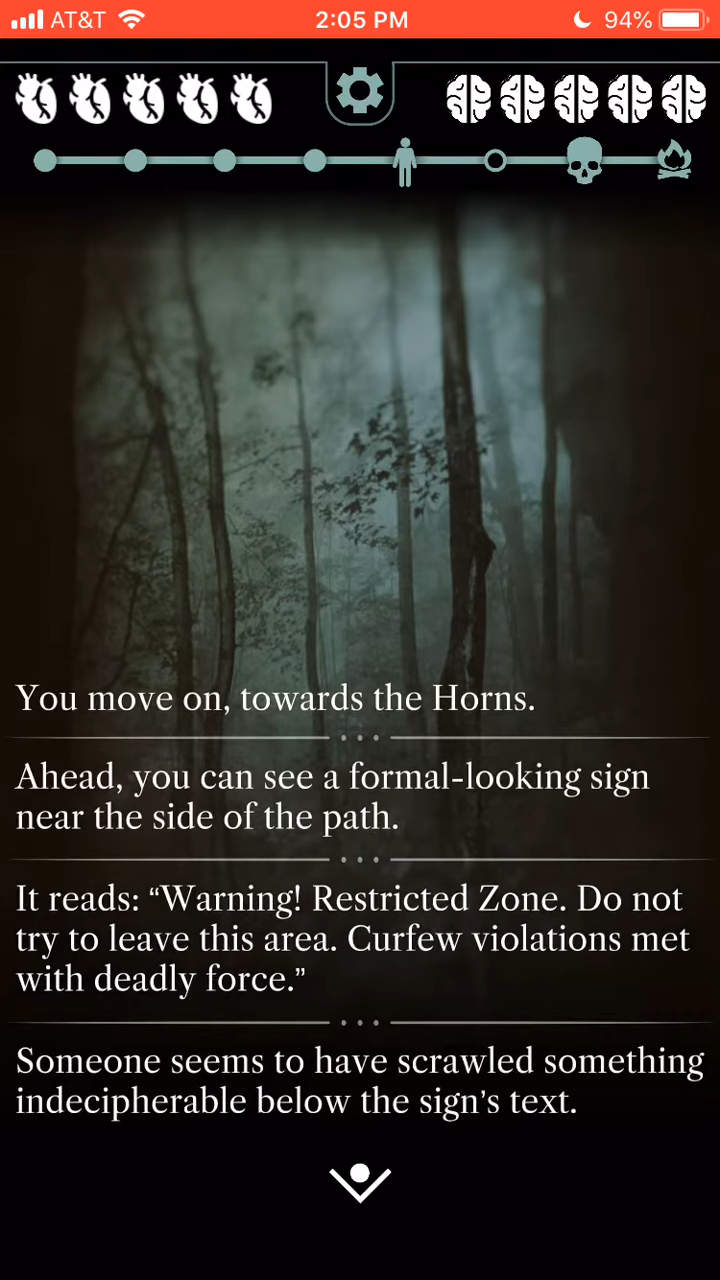 AT&T 2:05 PM 94%
You move on, towards the Horns.
Ahead, you can see a formal-looking sign
near the side of the path.
It reads: “Warning! Restricted Zone. Do not
try to leave this area. Curfew violations met
with deadly force.”
Someone seems to have scrawled something
indecipherable below the sign’s text.